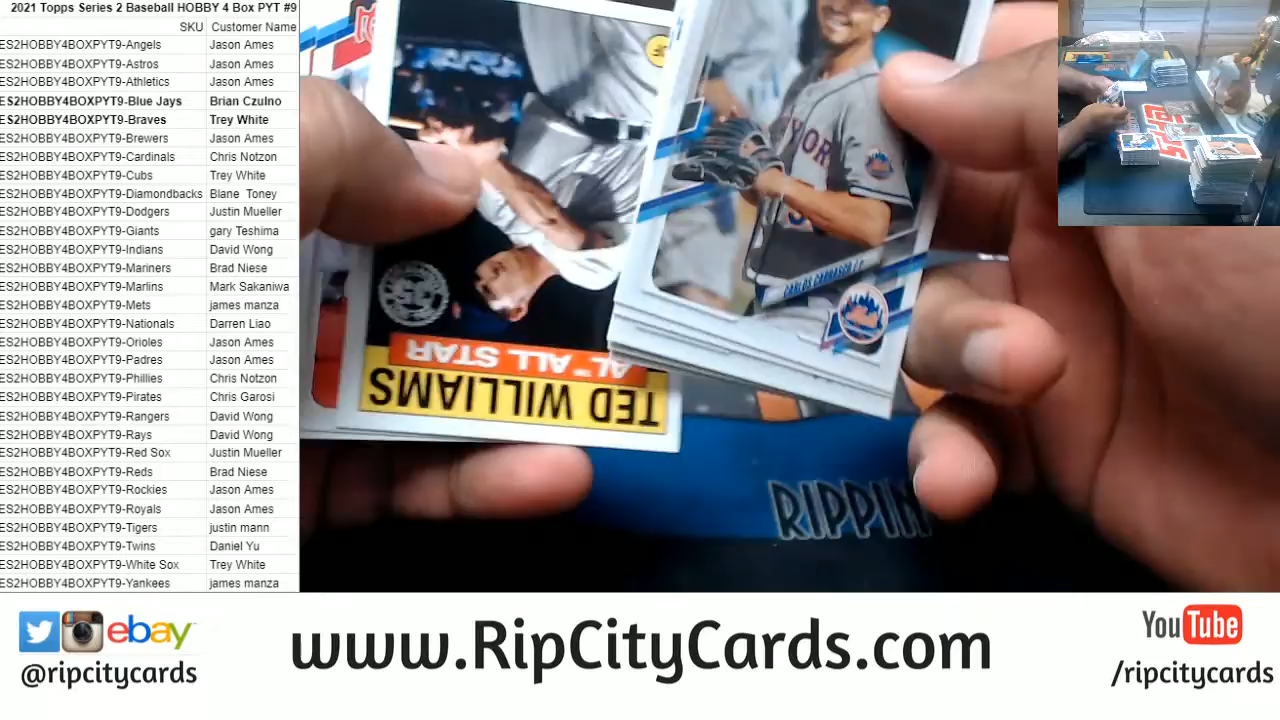 2021 Topps Series 2 Baseball HOBBY 4 Box PYT #9
SKU Customer Name
ES2HOBBY4BOXPYT9-Angels Jason Ames
ES2HOBBY4BOXPYT9-Astros Jason Ames
ES2HOBBY4BOXPYT9-Athletics Jason Ames
ES2HOBBY4BOXPYT9-Blue Jays Brian Czulno
ES2HOBBY4BOXPYT9-Braves Trey White
ES2HOBBY4BOXPYT9-Brewers Jason Ames
ES2HOBBY4BOXPYT9-Cardinals Chris Notzon
ES2HOBBY4BOXPYT9-Cubs Trey White
ES2HOBBY4BOXPYT9-Diamondbacks Blane Toney
ES2HOBBY4BOXPYT9-Dodgers Justin Mueller
ES2HOBBY4BOXPYT9-Giants gary Teshima
ES2HOBBY4BOXPYT9-Indians David Wong
ES2HOBBY4BOXPYT9-Mariners Brad Niese
ES2HOBBY4BOXPYT9-Marlins Mark Sakaniwa
ES2HOBBY4BOXPYT9-Mets james manza
ES2HOBBY4BOXPYT9-Nationals Darren Liao
ES2HOBBY4BOXPYT9-Orioles Jason Ames
ES2HOBBY4BOXPYT9-Padres Jason Ames
ES2HOBBY4BOXPYT9-Phillies Chris Notzon
ES2HOBBY4BOXPYT9-Pirates Chris Garosi
ES2HOBBY4BOXPYT9-Rangers David Wong
ES2HOBBY4BOXPYT9-Rays David Wong
ES2HOBBY4BOXPYT9-Red Sox Justin Mueller
ES2HOBBY4BOXPYT9-Reds Brad Niese
ES2HOBBY4BOXPYT9-Rockies Jason Ames
ES2HOBBY4BOXPYT9-Royals Jason Ames
ES2HOBBY4BOXPYT9-Tigers justin mann
ES2HOBBY4BOXPYT9-Twins Daniel Yu
ES2HOBBY4BOXPYT9-White Sox Trey White
ES2HOBBY4BOXPYT9-Yankees james manza
CARLOS CARRASCO
Mets
AL ALL STAR
TED WILLIAMS
RIPPIN
Topps
ebay
@ripcitycards
www.RipCityCards.com
YouTube
/ripcitycards